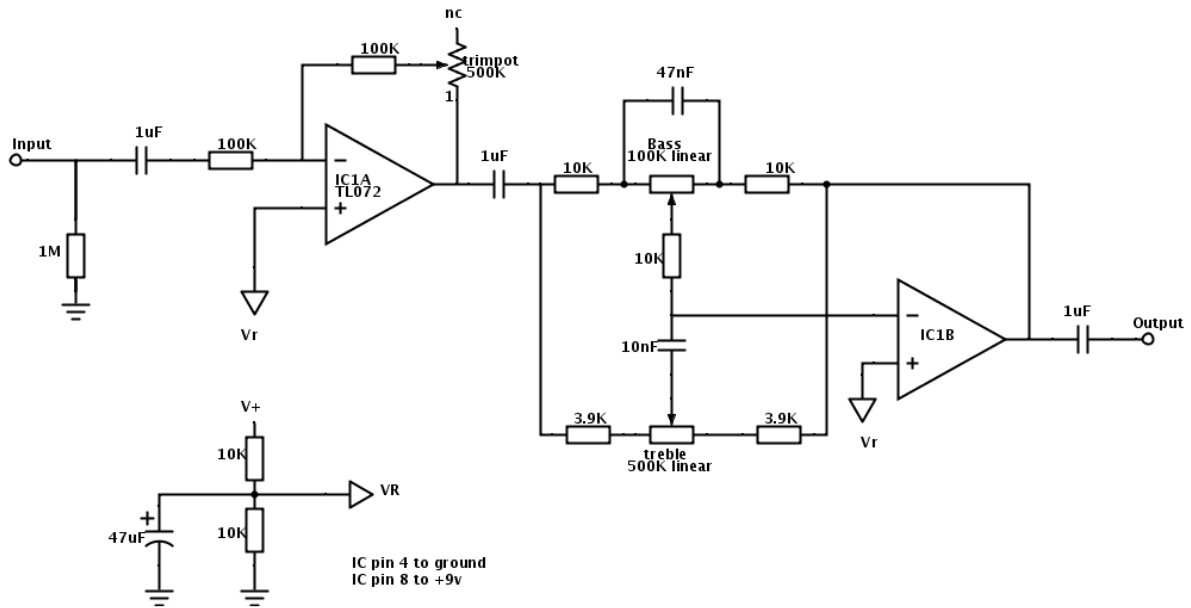 nc
100K
trimpot
500K
1
Input
1uF
100K
IC1A
TL072
1M
Vr
1uF
10K
47nF
Bass
100K linear
10K
10K
10nF
IC1B
1uF
Output
Vr
3.9K
3.9K
treble
500K linear
V+
10K
VR
47uF
10K
IC pin 4 to ground
IC pin 8 to +9v